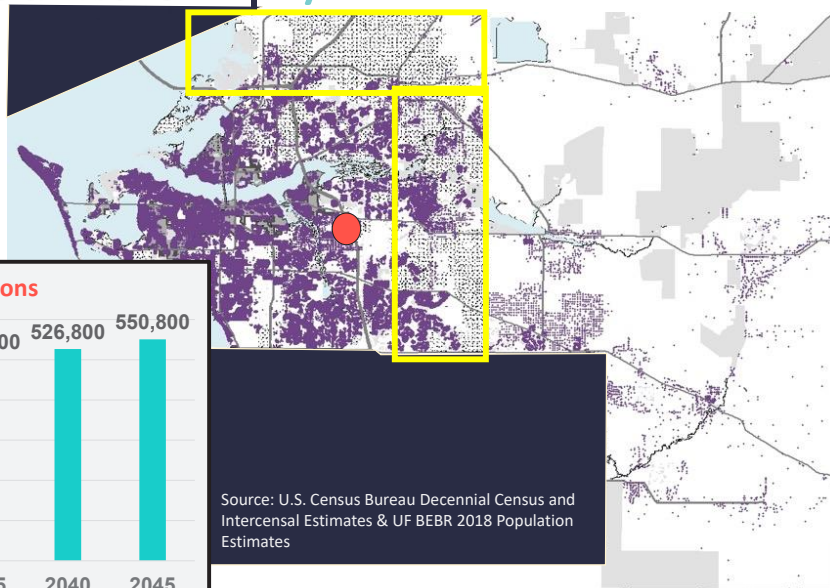 ons
00 526,800 550,800
5 2040 2045
Source: U.S. Census Bureau Decennial Census and
Intercensal Estimates & UF BEBR 2018 Population
Estimates